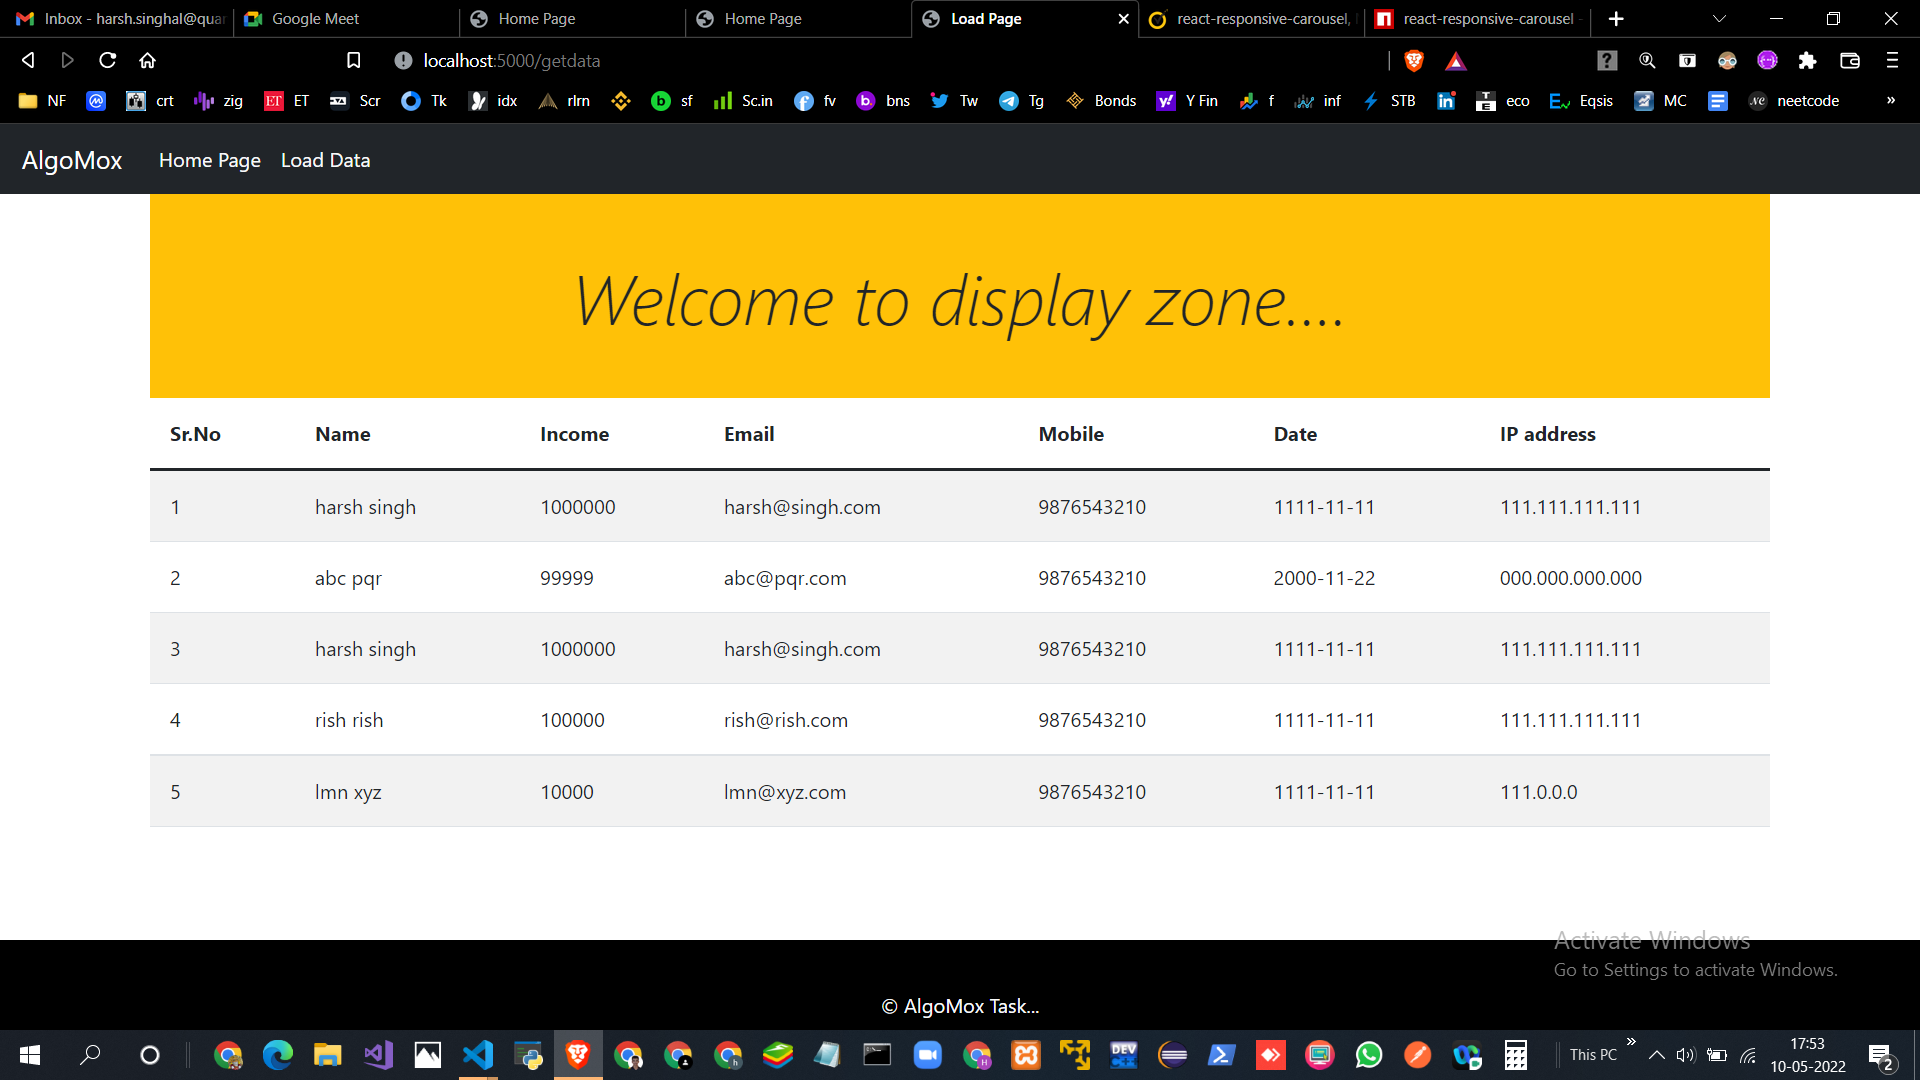 Inbox - harsh.singhal@quar Google Meet Home Page Home Page Load Page react-responsive-carousel, react-responsive-carousel
localhost:5000/getdata
NF crt zig ET ET Scr Tk idx rlrn sf Sc.in fv bns Tw Tg Bonds Y Fin f inf STB eco Eqsis MC neetcode »
AlgoMox Home Page Load Data
Welcome to display zone....
Sr.No Name Income Email Mobile Date IP address
1 harsh singh 1000000 harsh@singh.com 9876543210 1111-11-11 111.111.111.111
2 abc pqr 99999 abc@pqr.com 9876543210 2000-11-22 000.000.000.000
3 harsh singh 1000000 harsh@singh.com 9876543210 1111-11-11 111.111.111.111
4 rish rish 100000 rish@rish.com 9876543210 1111-11-11 111.111.111.111
5 lmn xyz 10000 lmn@xyz.com 9876543210 1111-11-11 111.0.0.0
Activate Windows
Go to Settings to activate Windows.
© AlgoMox Task...
DEV This PC » 17:53
10-05-2022 2